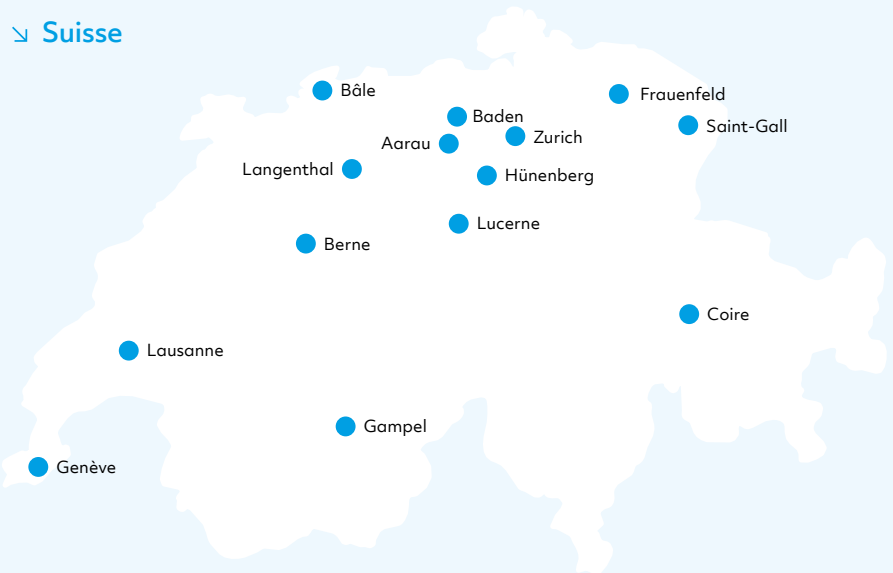 Suisse
Bâle
Frauenfeld
Baden
Saint-Gall
Zurich
Aarau
Langenthal
Hünenberg
Lucerne
Berne
Coire
Lausanne
Gampel
Genève